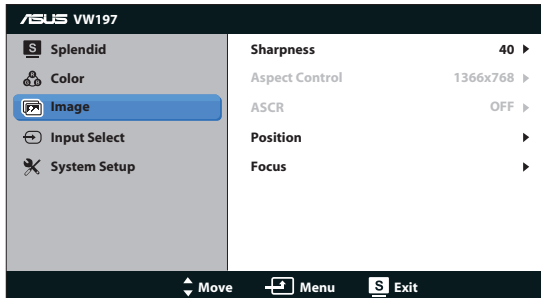 ASUS VW197
S Splendid
Color
Image
Input Select
System Setup
Sharpness 40
Aspect Control 1366x768
ASCR OFF
Position
Focus
Move Menu S Exit